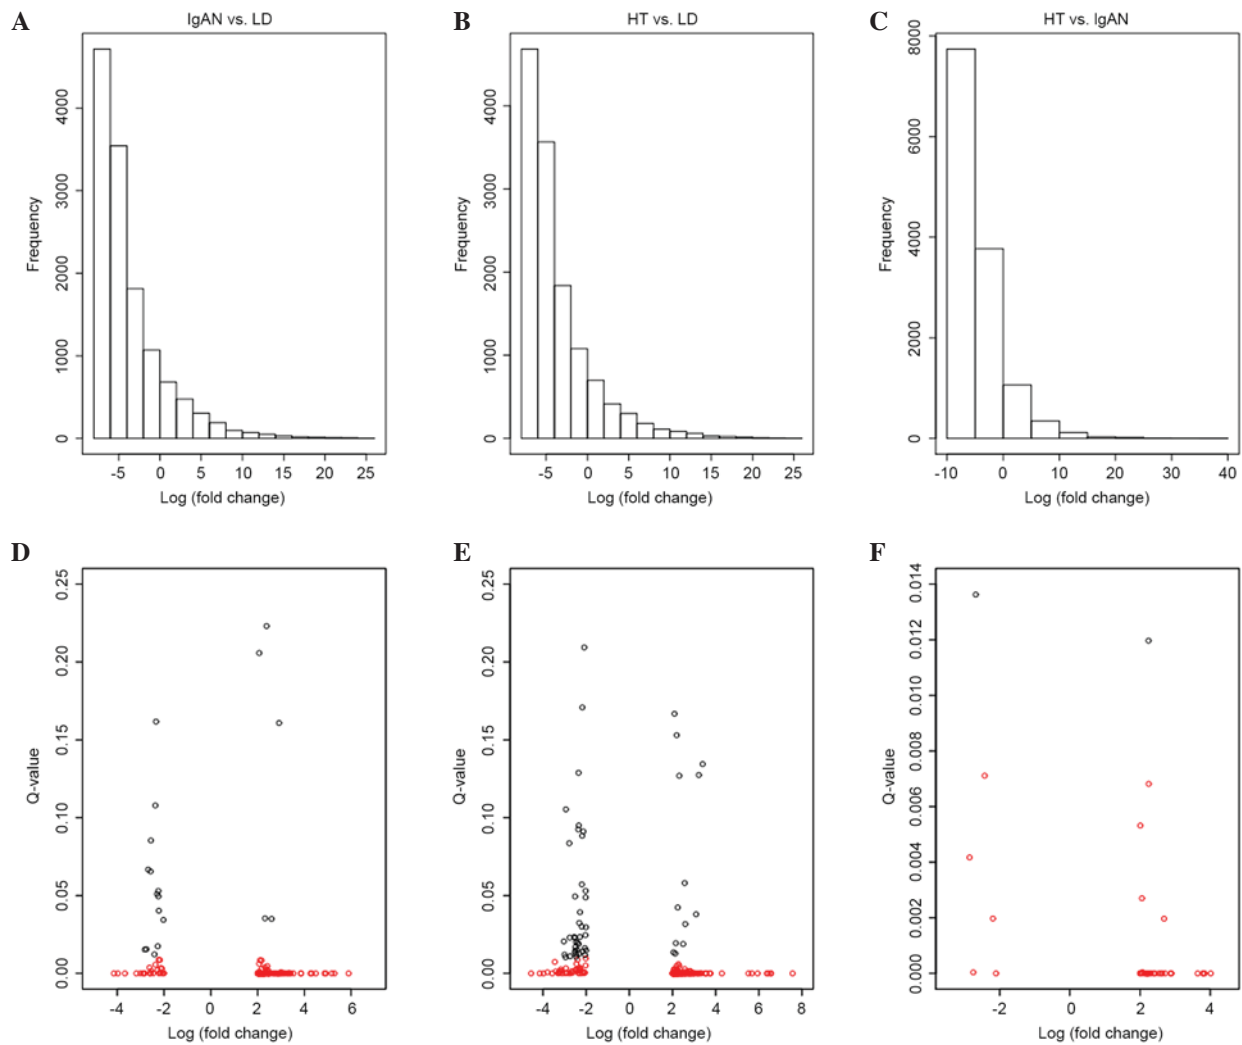 A IgAN vs. LD
Frequency
0 1000 2000 3000 4000
-5 0 5 10 15 20 25
Log (fold change)
B HT vs. LD
Frequency
0 1000 2000 3000 4000
-5 0 5 10 15 20 25
Log (fold change)
C HT vs. IgAN
Frequency
0 2000 4000 6000 8000
-10 0 10 20 30 40
Log (fold change)
D
Q-value
0.00 0.05 0.10 0.15 0.20 0.25
-4 -2 0 2 4 6
Log (fold change)
E
Q-value
0.00 0.05 0.10 0.15 0.20 0.25
-4 -2 0 2 4 6 8
Log (fold change)
F
Q-value
0.000 0.002 0.004 0.006 0.008 0.010 0.012 0.014
-2 0 2 4
Log (fold change)